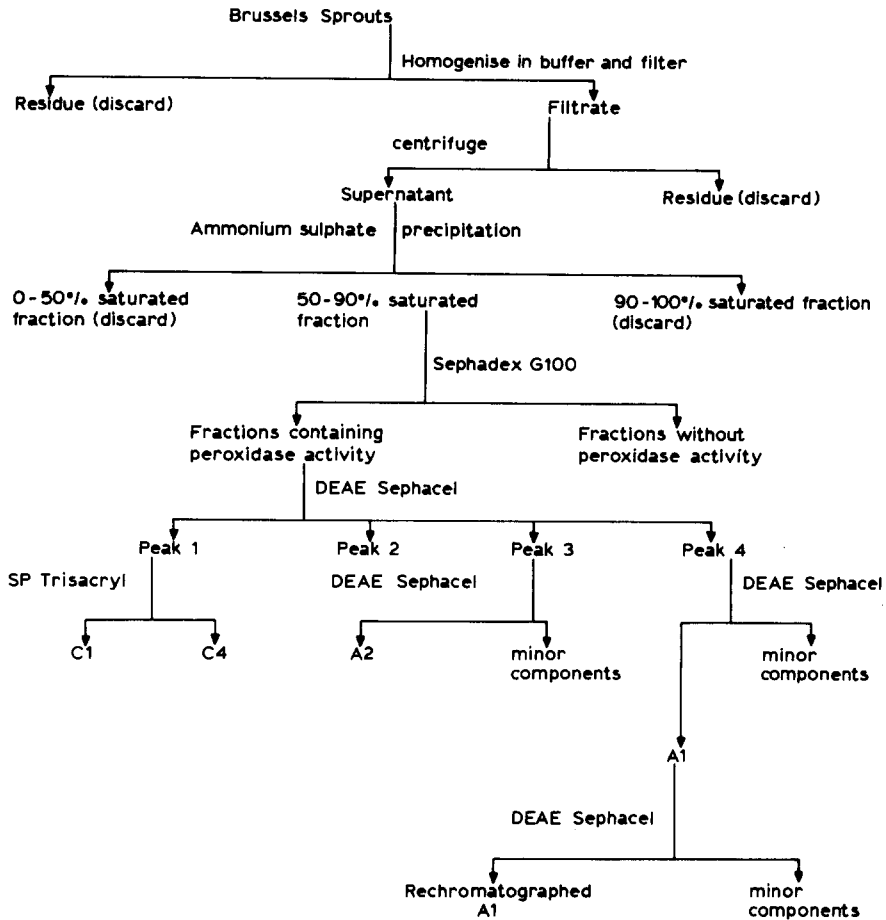 Brussels Sprouts
Homogenise in buffer and filter
Residue (discard)
Filtrate
centrifuge
Supernatant
Residue (discard)
Ammonium sulphate precipitation
0-50% saturated
fraction (discard)
50-90% saturated
fraction
90-100% saturated fraction
(discard)
Sephadex G100
Fractions containing
peroxidase activity
Fractions without
peroxidase activity
DEAE Sephacel
Peak 1
Peak 2
Peak 3
Peak 4
SP Trisacryl
DEAE Sephacel
DEAE Sephacel
C1
C4
A2
minor
components
minor
components
A1
DEAE Sephacel
Rechromatographed
A1
minor
components